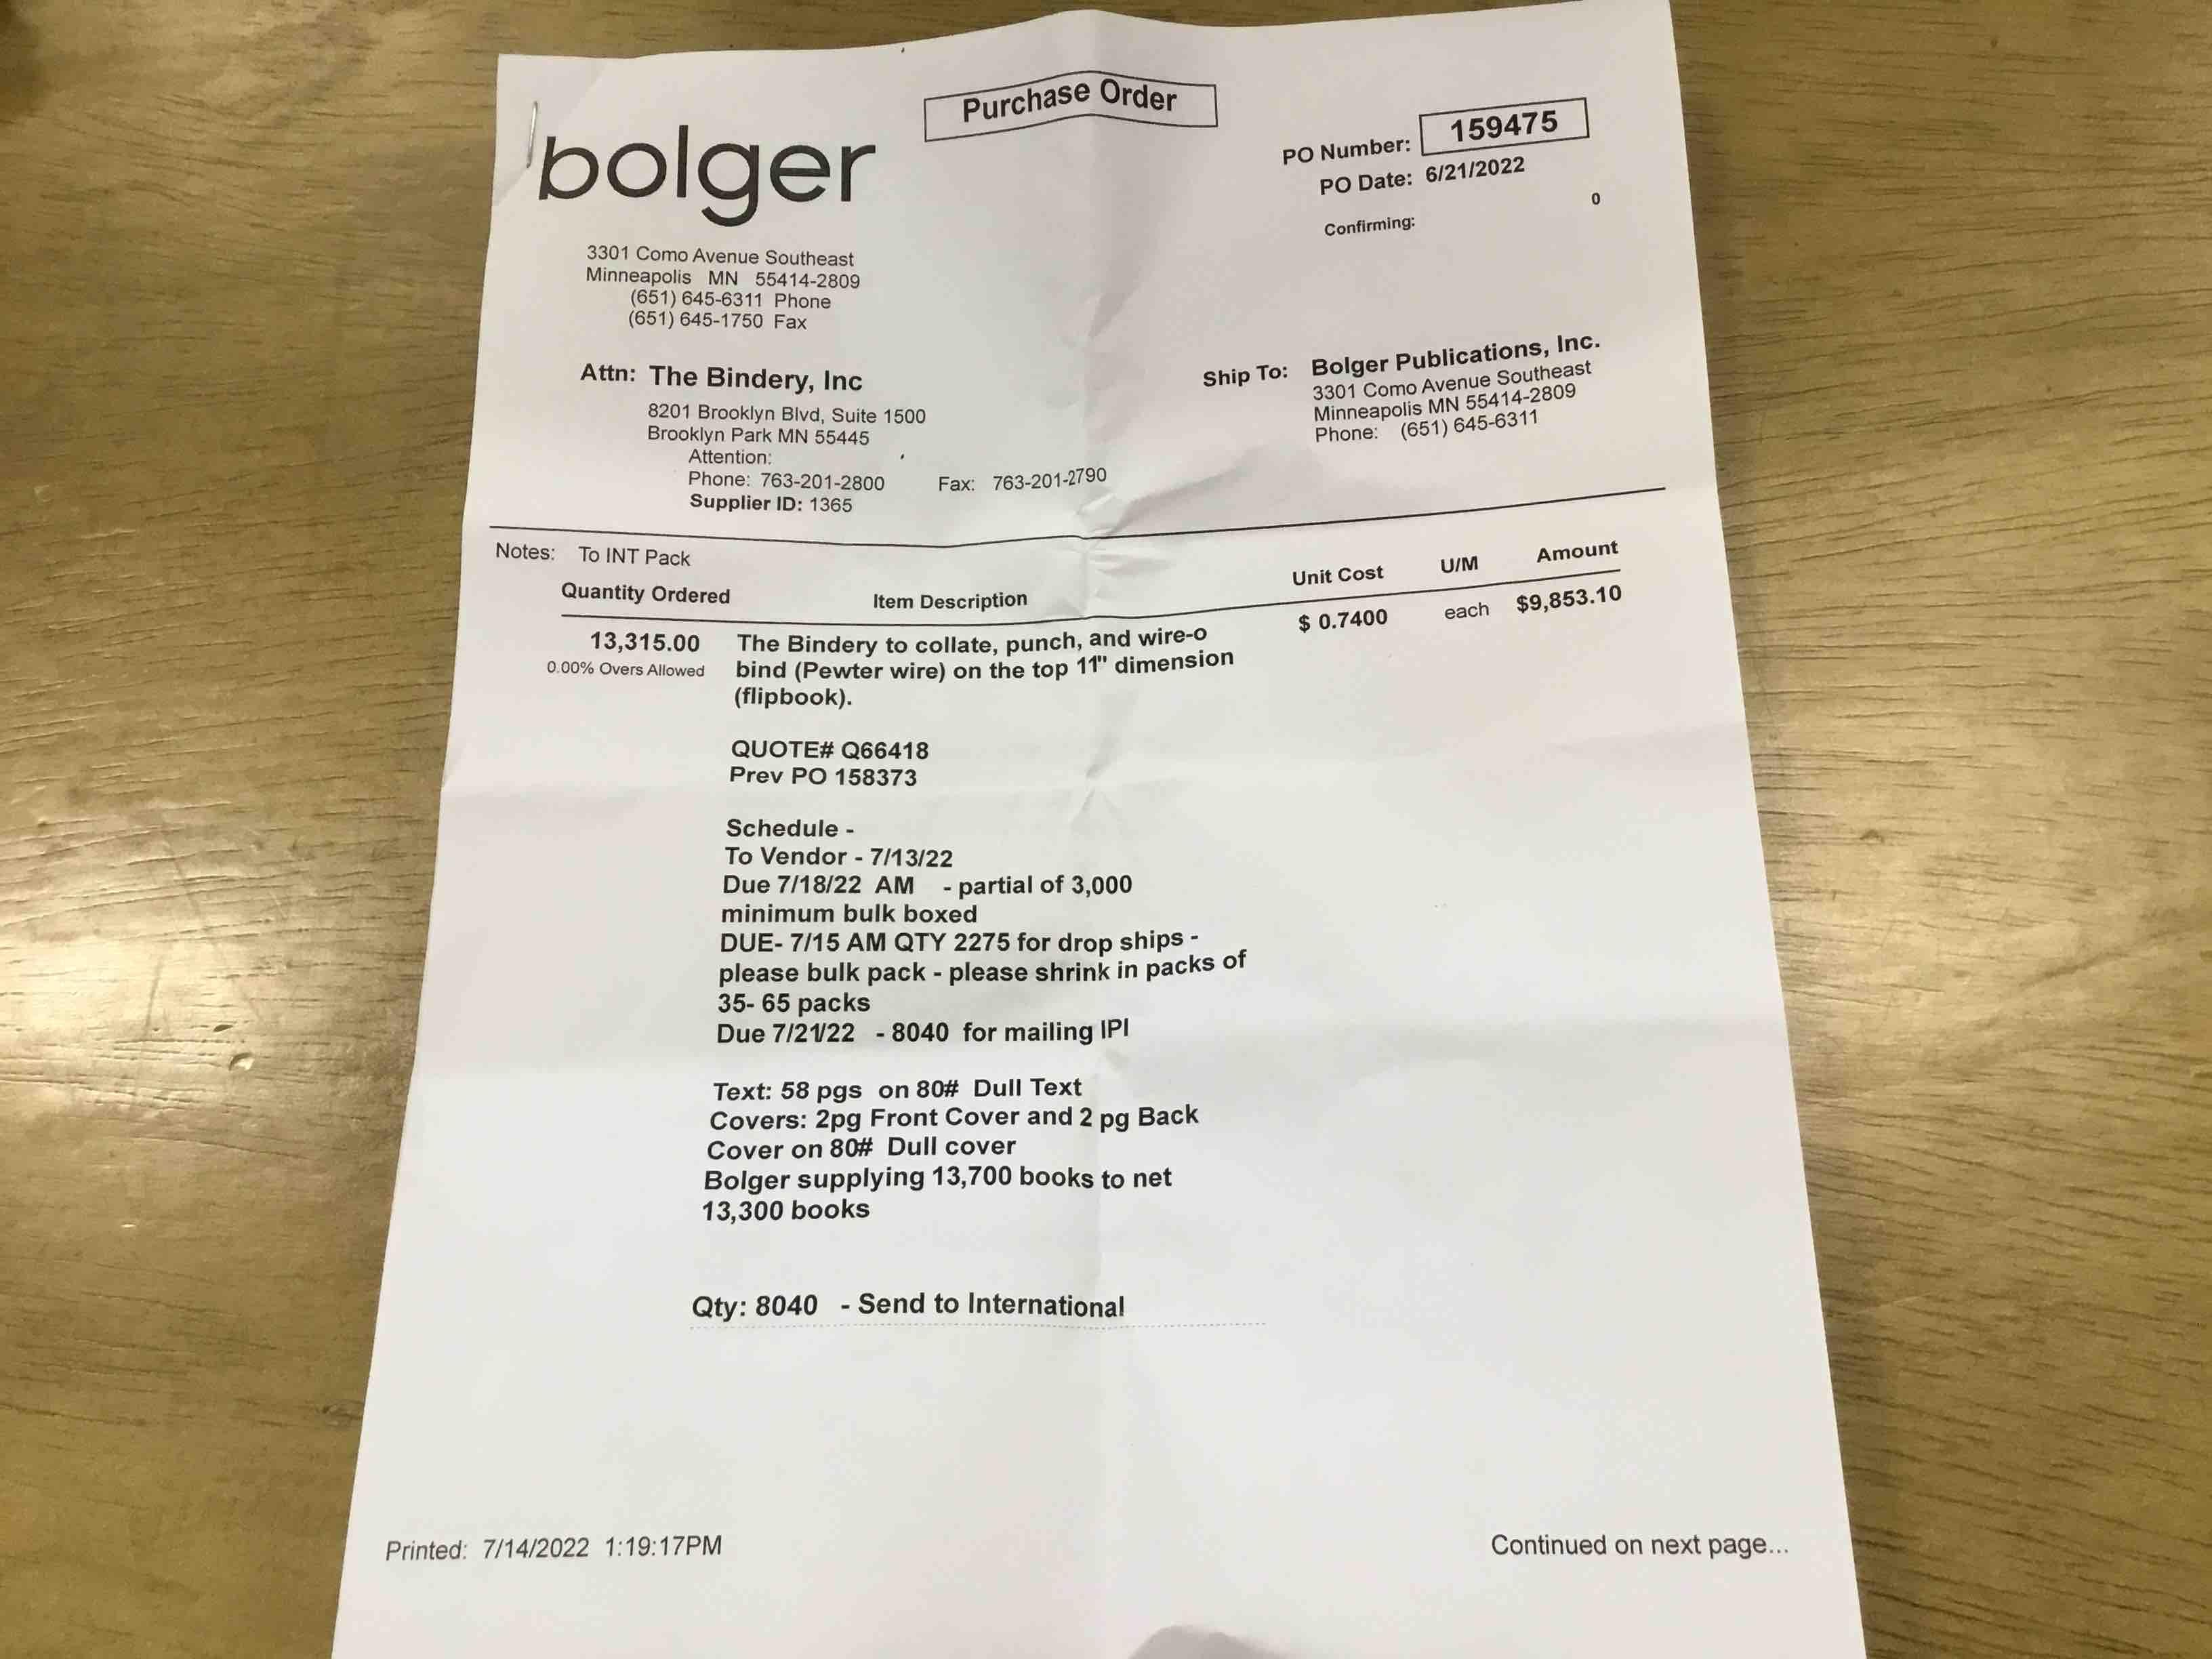 Purchase Order
bolger
PO Number: 159475
PO Date: 6/21/2022
0
Confirming:
3301 Como Avenue Southeast
Minneapolis MN 55414-2809
(651) 645-6311 Phone
(651) 645-1750 Fax
Attn: The Bindery, Inc
8201 Brooklyn Blvd, Suite 1500
Brooklyn Park MN 55445
Attention:
Phone: 763-201-2800 Fax: 763-201-2790
Supplier ID: 1365
Ship To: Bolger Publications, Inc.
3301 Como Avenue Southeast
Minneapolis MN 55414-2809
Phone: (651) 645-6311
Notes: To INT Pack
Quantity Ordered Item Description Unit Cost U/M Amount
13,315.00 The Bindery to collate, punch, and wire-o $ 0.7400 each $9,853.10
0.00% Overs Allowed bind (Pewter wire) on the top 11" dimension
(flipbook).
QUOTE# Q66418
Prev PO 158373
Schedule -
To Vendor - 7/13/22
Due 7/18/22 AM - partial of 3,000
minimum bulk boxed
DUE- 7/15 AM QTY 2275 for drop ships -
please bulk pack - please shrink in packs of
35- 65 packs
Due 7/21/22 - 8040 for mailing IPI
Text: 58 pgs on 80# Dull Text
Covers: 2pg Front Cover and 2 pg Back
Cover on 80# Dull cover
Bolger supplying 13,700 books to net
13,300 books
Qty: 8040 - Send to International
Printed: 7/14/2022 1:19:17PM
Continued on next page...